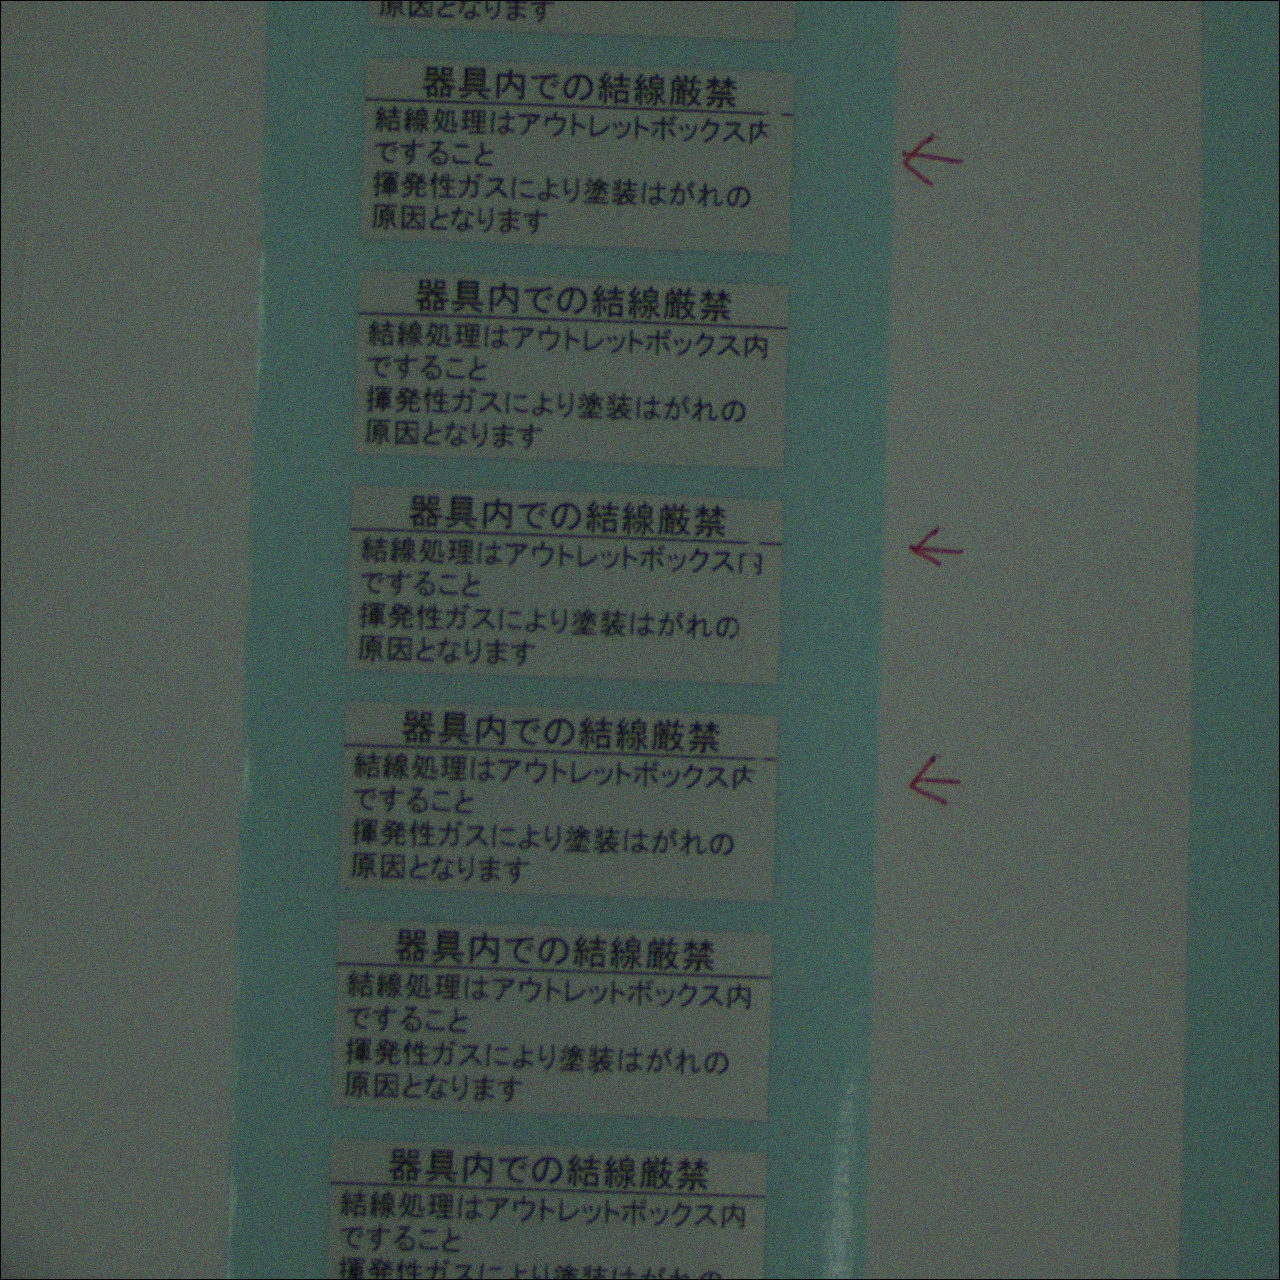 原因となります
器具内での結線厳禁
結線処理はアウトレットボックス内
ですること
揮発性ガスにより塗装はがれの
原因となります
器具内での結線厳禁
結線処理はアウトレットボックス内
ですること
揮発性ガスにより塗装はがれの
原因となります
器具内での結線厳禁
結線処理はアウトレットボックス内
ですること
揮発性ガスにより塗装はがれの
原因となります
器具内での結線厳禁
結線処理はアウトレットボックス内
ですること
揮発性ガスにより塗装はがれの
原因となります
器具内での結線厳禁
結線処理はアウトレットボックス内
ですること
揮発性ガスにより塗装はがれの
原因となります
器具内での結線厳禁
結線処理はアウトレットボックス内
ですること
揮発性ガスにより塗装はがれの